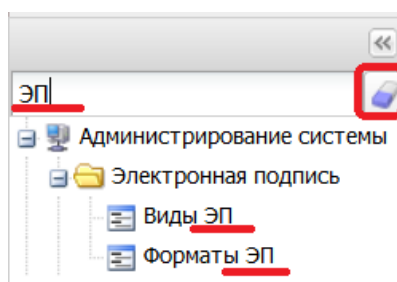 ЭП
Администрирование системы
Электронная подпись
Виды ЭП
Форматы ЭП